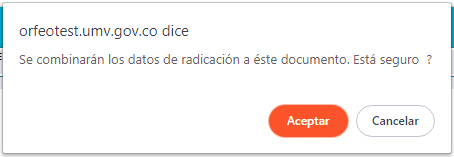 orfeotest.umv.gov.co dice
Se combinarán los datos de radicación a éste documento. Está seguro ?
Aceptar
Cancelar